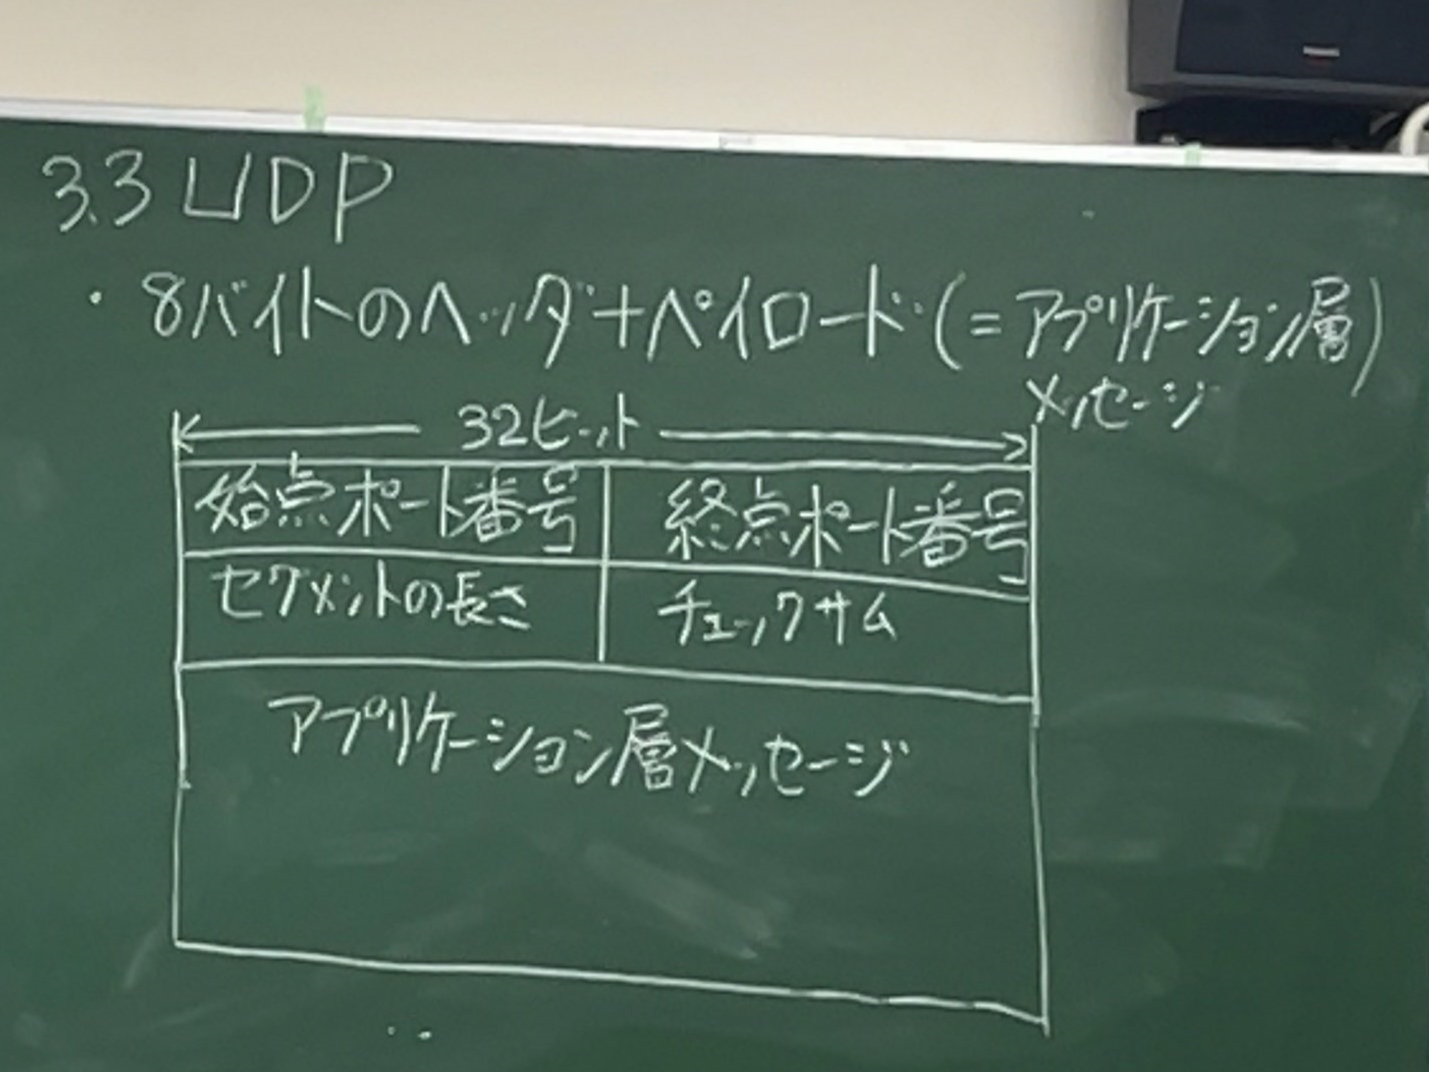 3.3 UDP
・8バイトのヘッダ+ペイロード(=アプリケーション層)
メッセージ
32ビット
始点ポート番号 終点ポート番号
セグメントの長さ チェックサム
アプリケーション層メッセージ